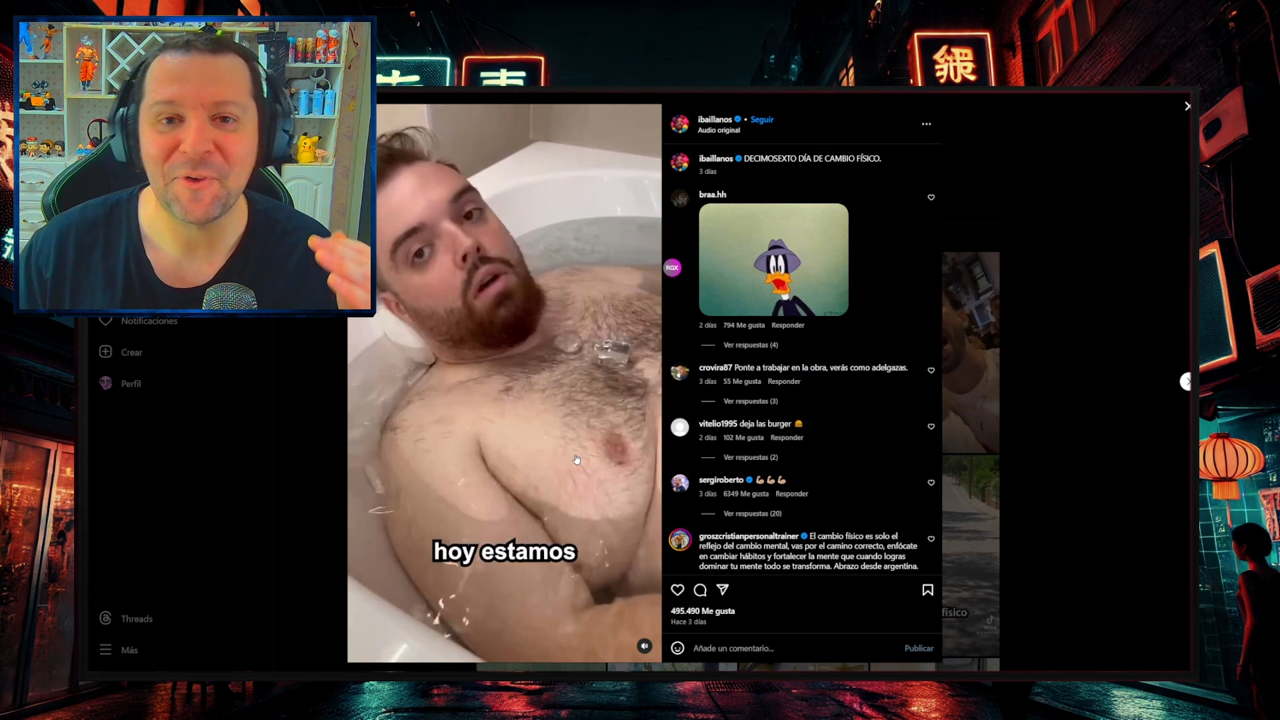 綴
ibaillanos • Seguir
Audio original
ibaillanos DECIMOSEXTO DÍA DE CAMBIO FÍSICO.
3 días
braa.hh
2 días 794 Me gusta Responder
Ver respuestas (4)
crovira87 Ponte a trabajar en la obra, verás como adelgazas.
3 días 55 Me gusta Responder
Ver respuestas (3)
vitelio1995 deja las burger 🍔
2 días 102 Me gusta Responder
Ver respuestas (2)
sergiroberto 💪🏼💪🏼💪🏼
3 días 6349 Me gusta Responder
Ver respuestas (20)
groszcristianpersonaltrainer El cambio físico es solo el
reflejo del cambio mental, vas por el camino correcto, enfócate
en cambiar hábitos y fortalecer la mente que cuando logras
dominar tu mente todo se transforma. Abrazo desde argentina.
495.490 Me gusta
Hace 3 días
Añade un comentario... Publicar
hoy estamos
Notificaciones
Crear
Perfil
Threads
Más
físico